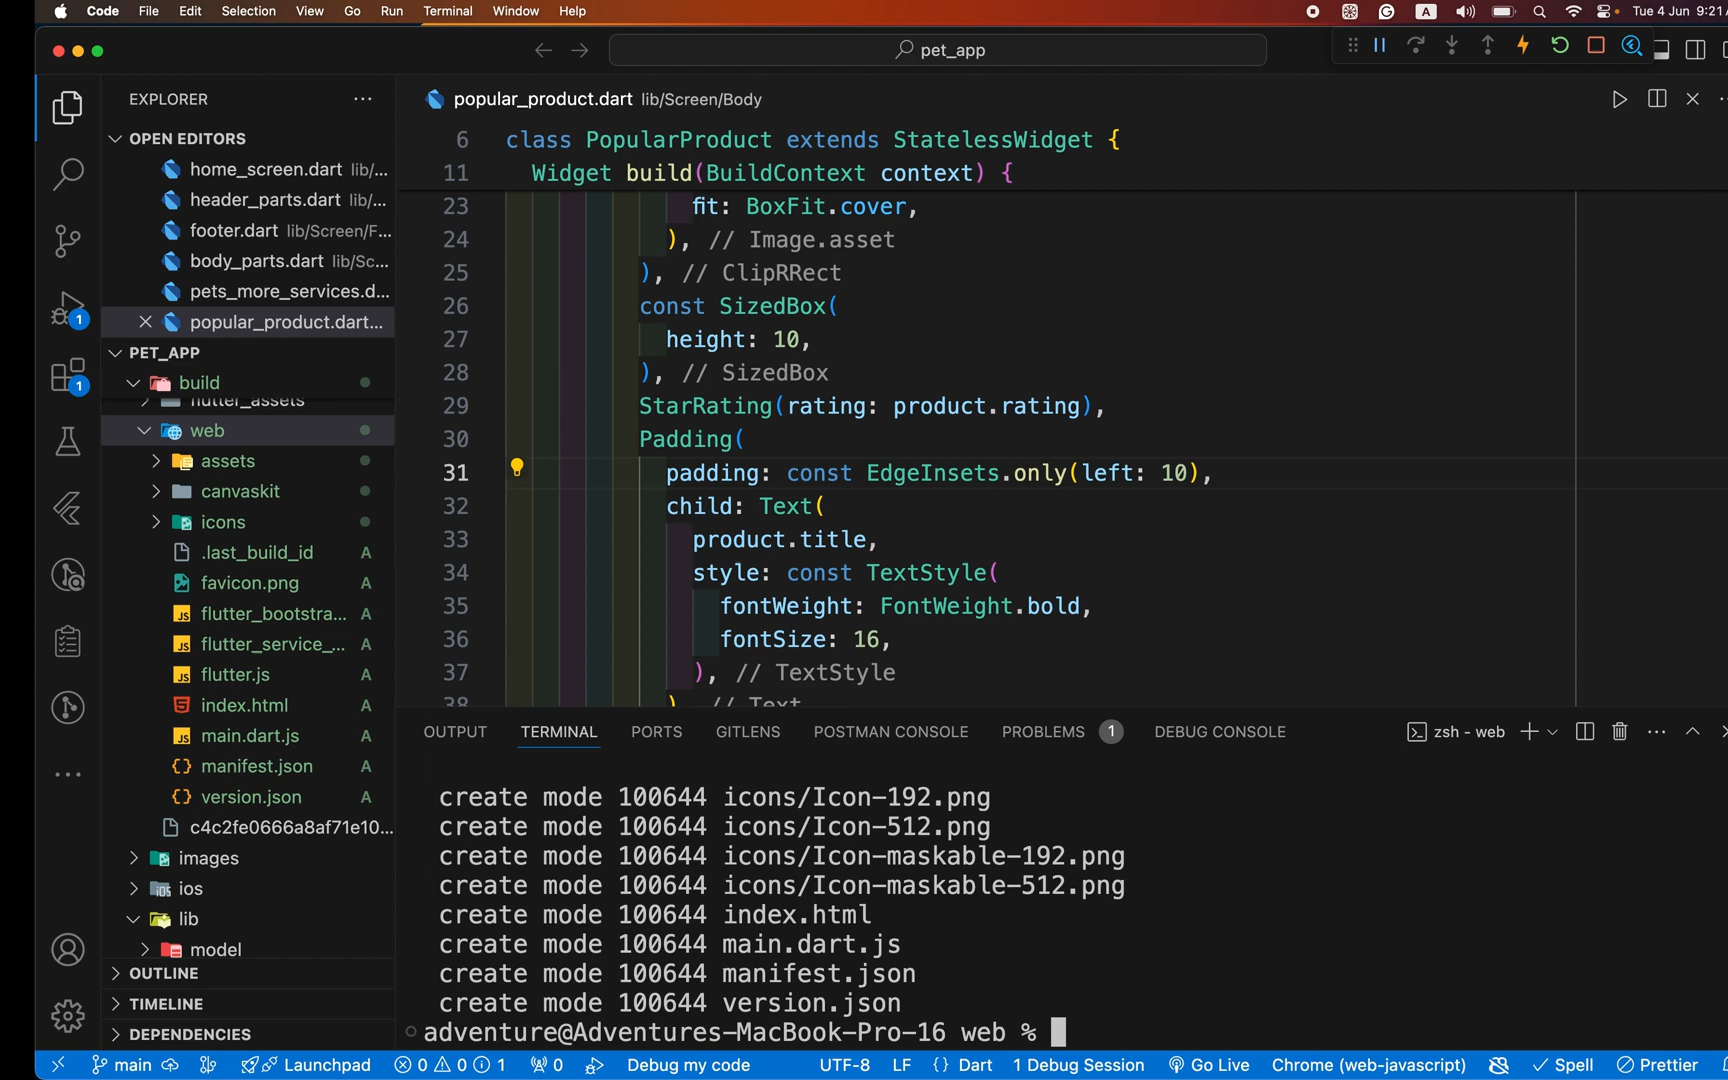 Code File Edit Selection View Go Run Terminal Window Help A Tue 4 Jun 9:21
pet_app
EXPLORER
OPEN EDITORS
home_screen.dart lib/...
header_parts.dart lib/...
footer.dart lib/Screen/F...
body_parts.dart lib/Sc...
pets_more_services.d...
popular_product.dart...
PET_APP
build
flutter_assets
web
assets
canvaskit
icons
.last_build_id A
favicon.png A
flutter_bootstra... A
flutter_service_... A
flutter.js A
index.html A
main.dart.js A
manifest.json A
version.json A
c4c2fe0666a8af71e10...
images
ios
lib
model
OUTLINE
TIMELINE
DEPENDENCIES
1
1
popular_product.dart lib/Screen/Body
6 class PopularProduct extends StatelessWidget {
11 Widget build(BuildContext context) {
23 fit: BoxFit.cover,
24 ), // Image.asset
25 ), // ClipRRect
26 const SizedBox(
27 height: 10,
28 ), // SizedBox
29 StarRating(rating: product.rating),
30 Padding(
31 padding: const EdgeInsets.only(left: 10),
32 child: Text(
33 product.title,
34 style: const TextStyle(
35 fontWeight: FontWeight.bold,
36 fontSize: 16,
37 ), // TextStyle
38 ) // Text
OUTPUT TERMINAL PORTS GITLENS POSTMAN CONSOLE PROBLEMS 1 DEBUG CONSOLE zsh - web
create mode 100644 icons/Icon-192.png
create mode 100644 icons/Icon-512.png
create mode 100644 icons/Icon-maskable-192.png
create mode 100644 icons/Icon-maskable-512.png
create mode 100644 index.html
create mode 100644 main.dart.js
create mode 100644 manifest.json
create mode 100644 version.json
adventure@Adventures-MacBook-Pro-16 web %
main Launchpad 0 0 1 0 Debug my code UTF-8 LF {} Dart 1 Debug Session Go Live Chrome (web-javascript) Spell Prettier